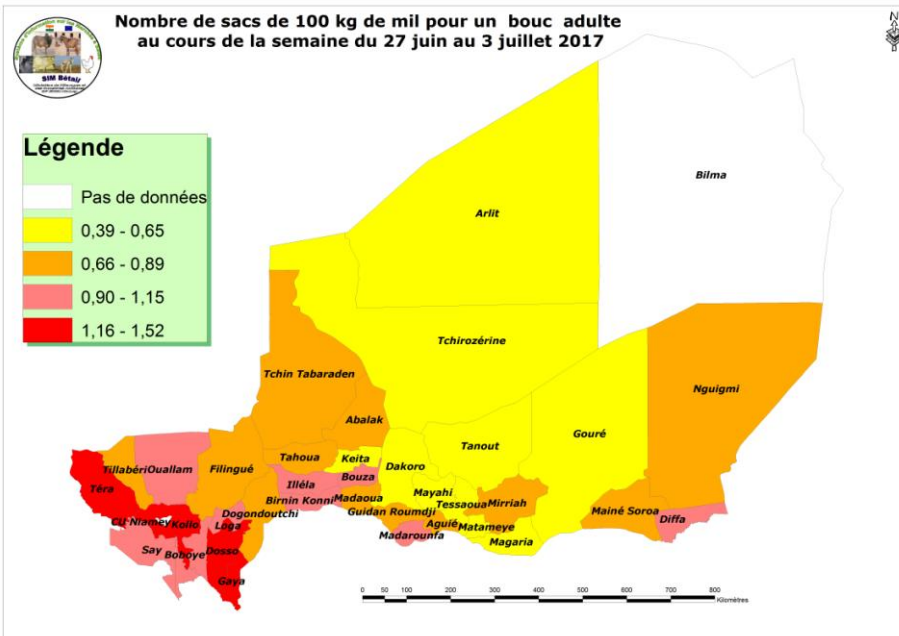 Nombre de sacs de 100 kg de mil pour un bouc adulte
au cours de la semaine du 27 juin au 3 juillet 2017
N
SIM Bétail
Légende
Pas de données
0,39 - 0,65
0,66 - 0,89
0,90 - 1,15
1,16 - 1,52
Bilma
Arlit
Tchirozérine
Tchin Tabaraden
Nguigmi
Abalak
Tanout
Gouré
Tahoua
Keita
Dakoro
Tillabéri
Ouallam
Filingué
Illéla
Bouza
Téra
Mayahi
Birnin Konni
Madaoua
Tessaoua
Mirriah
Mainé Soroa
Diffa
Dogondoutchi
Guidan Roumdji
CU Niamey
Kollo
Loga
Aguié
Matameye
Madarounfa
Magaria
Say
Boboye
Dosso
Gaya
0 50 100 200 300 400 500 600 700 800
Kilomètres